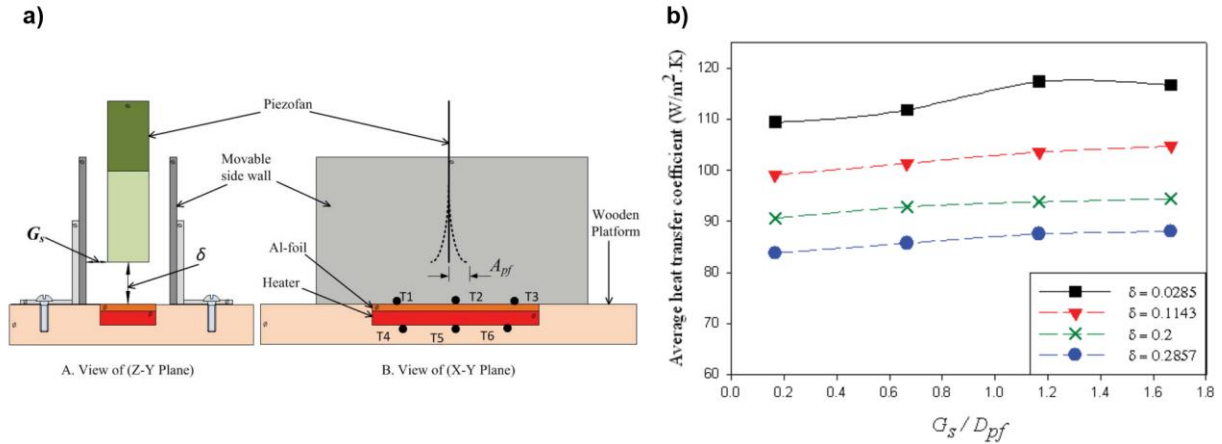 a)
Piezofan
Movable
side wall
Gₛ
δ
Al-foil
Heater
Wooden
Platform
A_pf
T1
T2
T3
T4
T5
T6
A. View of (Z-Y Plane)
B. View of (X-Y Plane)
b)
Average heat transfer coefficient (W/m².K)
120
110
100
90
80
70
60
0.0
0.2
0.4
0.6
0.8
1.0
1.2
1.4
1.6
1.8
Gₛ / D_pf
δ = 0.0285
δ = 0.1143
δ = 0.2
δ = 0.2857